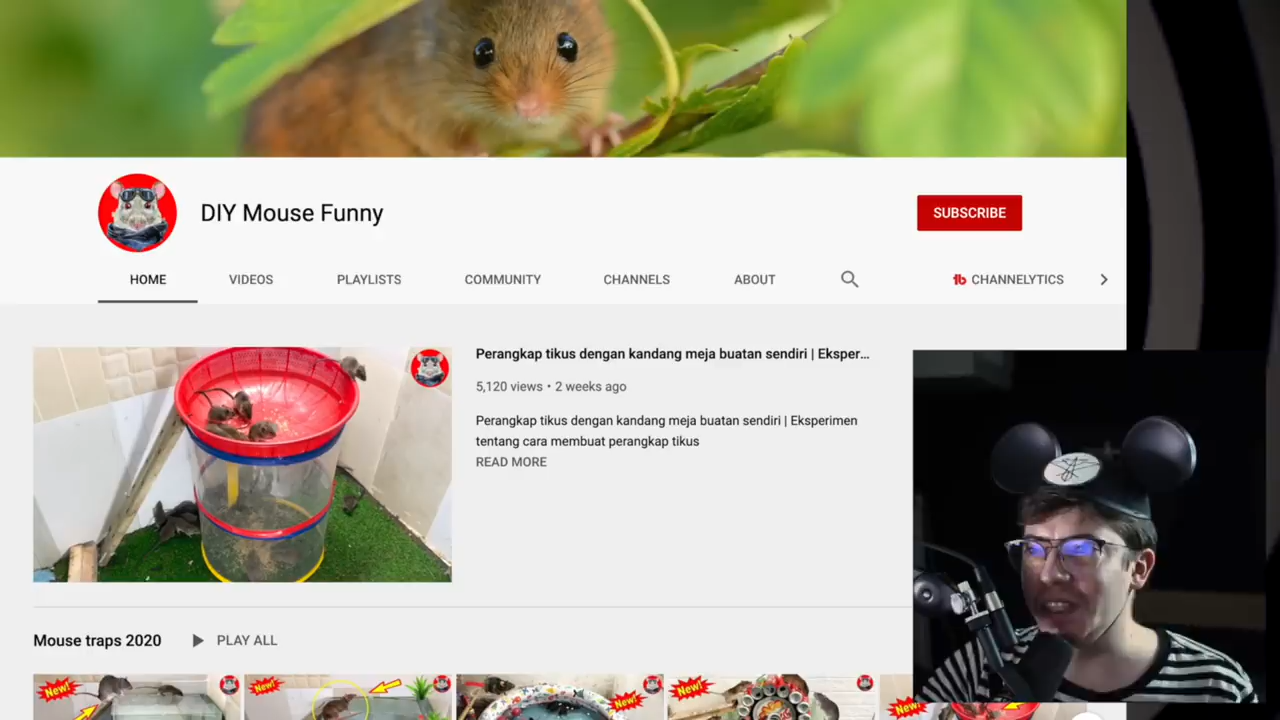 DIY Mouse Funny
SUBSCRIBE
HOME VIDEOS PLAYLISTS COMMUNITY CHANNELS ABOUT CHANNELYTICS
Perangkap tikus dengan kandang meja buatan sendiri | Eksper...
5,120 views • 2 weeks ago
Perangkap tikus dengan kandang meja buatan sendiri | Eksperimen
tentang cara membuat perangkap tikus
READ MORE
Mouse traps 2020 PLAY ALL
New! New! New! New! New!